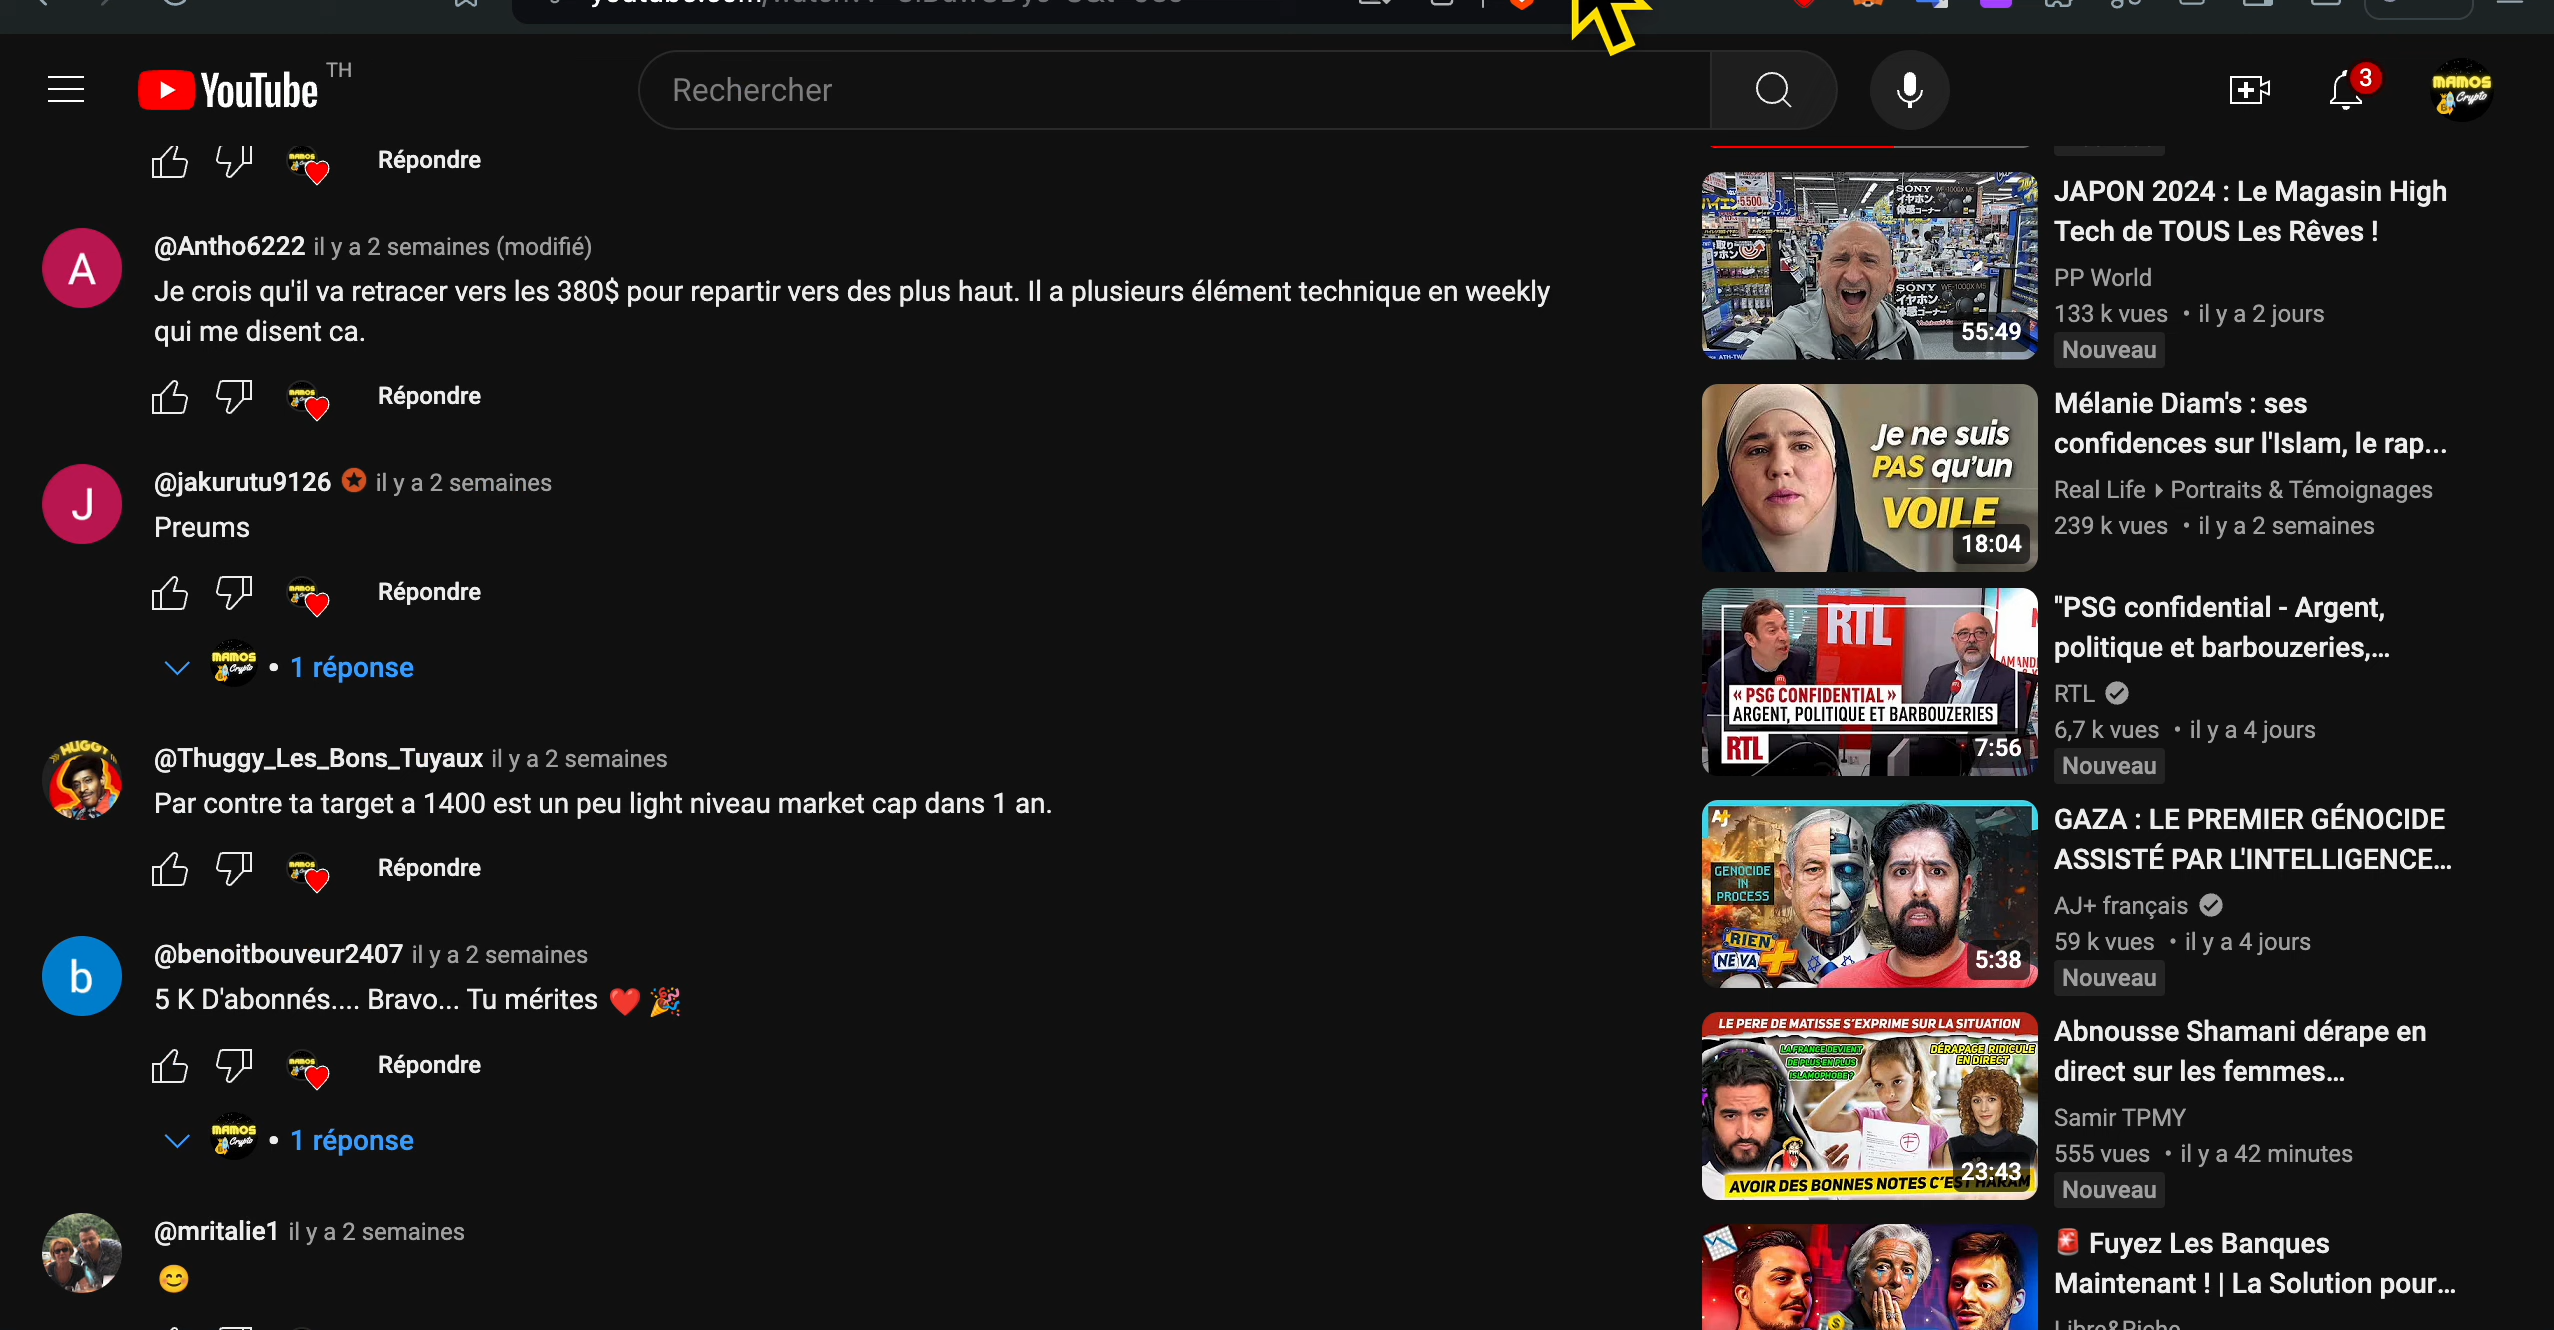 YouTube TH
Rechercher
3
MAMOS
Crypto
Répondre
@Antho6222 il y a 2 semaines (modifié)
Je crois qu'il va retracer vers les 380$ pour repartir vers des plus haut. Il a plusieurs élément technique en weekly
qui me disent ca.
Répondre
J
@jakurutu9126 il y a 2 semaines
Preums
Répondre
MAMOS
Crypto
• 1 réponse
@Thuggy_Les_Bons_Tuyaux il y a 2 semaines
Par contre ta target a 1400 est un peu light niveau market cap dans 1 an.
Répondre
b
@benoitbouveur2407 il y a 2 semaines
5 K D'abonnés.... Bravo... Tu mérites ❤️ 🎉
Répondre
MAMOS
Crypto
• 1 réponse
@mritalie1 il y a 2 semaines
😊
A
SONY
55:49
JAPON 2024 : Le Magasin High
Tech de TOUS Les Rêves !
PP World
133 k vues • il y a 2 jours
Nouveau
Je ne suis
PAS qu'un
VOILE
18:04
Mélanie Diam's : ses
confidences sur l'Islam, le rap...
Real Life ▸ Portraits & Témoignages
239 k vues • il y a 2 semaines
RTL
« PSG CONFIDENTIAL »
ARGENT, POLITIQUE ET BARBOUZERIES
RTL
7:56
"PSG confidential - Argent,
politique et barbouzeries,...
RTL
6,7 k vues • il y a 4 jours
Nouveau
GENOCIDE
IN
PROCESS
RIEN
NE VA
5:38
GAZA : LE PREMIER GÉNOCIDE
ASSISTÉ PAR L'INTELLIGENCE...
AJ+ français
59 k vues • il y a 4 jours
Nouveau
LE PERE DE MATISSE S'EXPRIME SUR LA SITUATION
LA FRANCE DEVIENT
DE PLUS EN PLUS
ISLAMOPHOBE ?
DÉRAPAGE RIDICULE
EN DIRECT
AVOIR DES BONNES NOTES C'EST HARAM
23:43
Abnousse Shamani dérape en
direct sur les femmes...
Samir TPMY
555 vues • il y a 42 minutes
Nouveau
🚨 Fuyez Les Banques
Maintenant ! | La Solution pour...